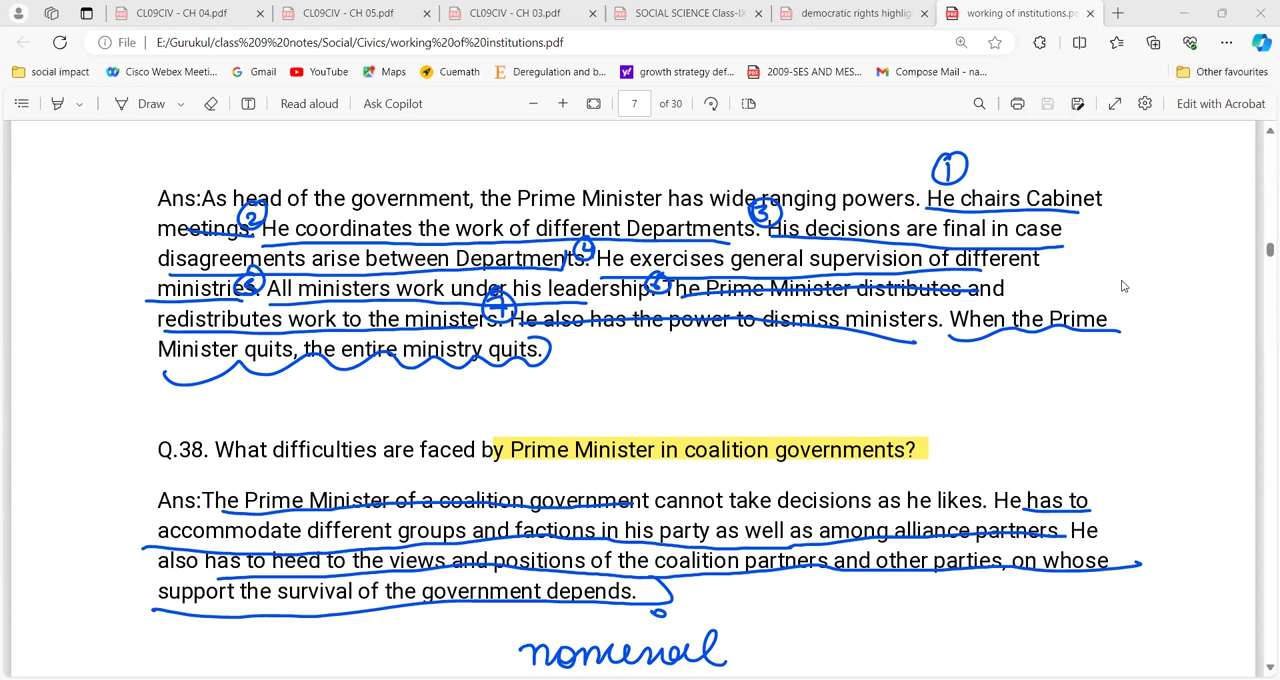 CL09CIV - CH 04.pdf
CL09CIV - CH 05.pdf
CL09CIV - CH 03.pdf
SOCIAL SCIENCE Class-IX
democratic rights highlig
working of institutions.p
File E:/Gurukul/class%209%20notes/Social/Civics/working%20of%20institutions.pdf
social impact Cisco Webex Meeti... Gmail YouTube Maps Cuemath Deregulation and b... growth strategy def... 2009-SES AND MES... Compose Mail - na... Other favourites
Draw Read aloud Ask Copilot 7 of 30 Edit with Acrobat
1
Ans:As head of the government, the Prime Minister has wide ranging powers. He chairs Cabinet
2 3
meetings. He coordinates the work of different Departments. His decisions are final in case
4
disagreements arise between Departments. He exercises general supervision of different
5 6
ministries. All ministers work under his leadership. The Prime Minister distributes and
7
redistributes work to the ministers. He also has the power to dismiss ministers. When the Prime
Minister quits, the entire ministry quits.
Q.38. What difficulties are faced by Prime Minister in coalition governments?
Ans:The Prime Minister of a coalition government cannot take decisions as he likes. He has to
accommodate different groups and factions in his party as well as among alliance partners. He
also has to heed to the views and positions of the coalition partners and other parties, on whose
support the survival of the government depends.
nomenal